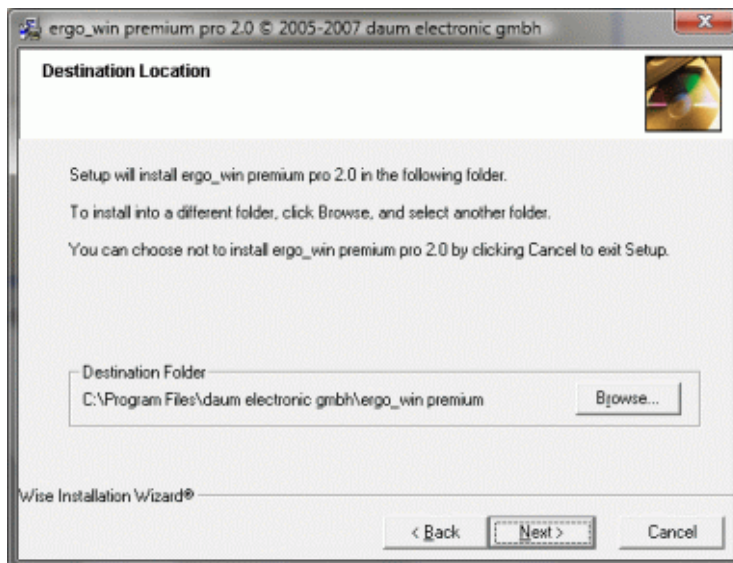 ergo_win premium pro 2.0 © 2005-2007 daum electronic gmbh
Destination Location
Setup will install ergo_win premium pro 2.0 in the following folder.
To install into a different folder, click Browse, and select another folder.
You can choose not to install ergo_win premium pro 2.0 by clicking Cancel to exit Setup.
Destination Folder
C:\Program Files\daum electronic gmbh\ergo_win premium
Browse...
Wise Installation Wizard®
< Back
Next >
Cancel